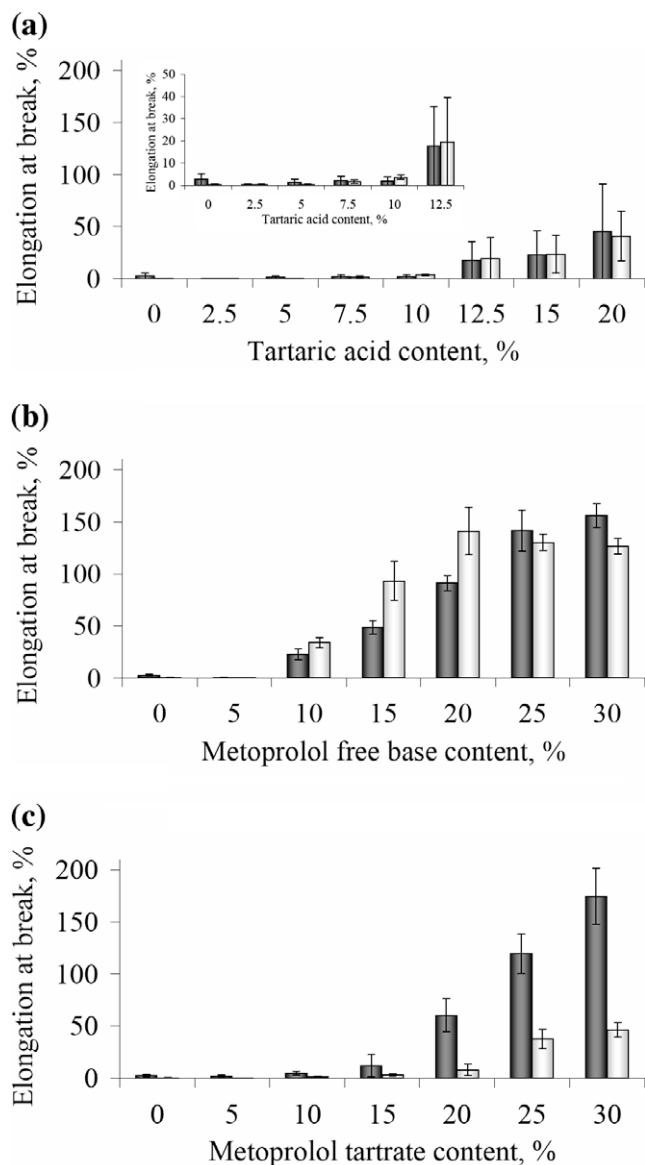 (a)
Elongation at break, %
200
150
100
50
0
Elongation at break, %
50
40
30
20
10
0
0 2.5 5 7.5 10 12.5
Tartaric acid content, %
0 2.5 5 7.5 10 12.5 15 20
Tartaric acid content, %
(b)
Elongation at break, %
200
150
100
50
0
0 5 10 15 20 25 30
Metoprolol free base content, %
(c)
Elongation at break, %
200
150
100
50
0
0 5 10 15 20 25 30
Metoprolol tartrate content, %